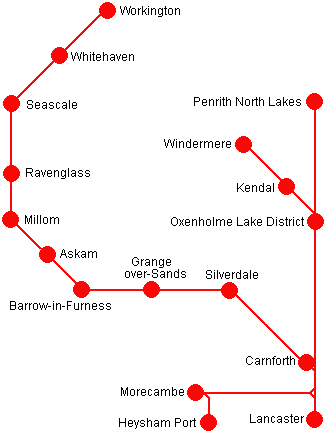 Workington
Whitehaven
Seascale
Penrith North Lakes
Windermere
Ravenglass
Kendal
Millom
Oxenholme Lake District
Askam
Grange
over-Sands
Silverdale
Barrow-in-Furness
Carnforth
Morecambe
Heysham Port
Lancaster